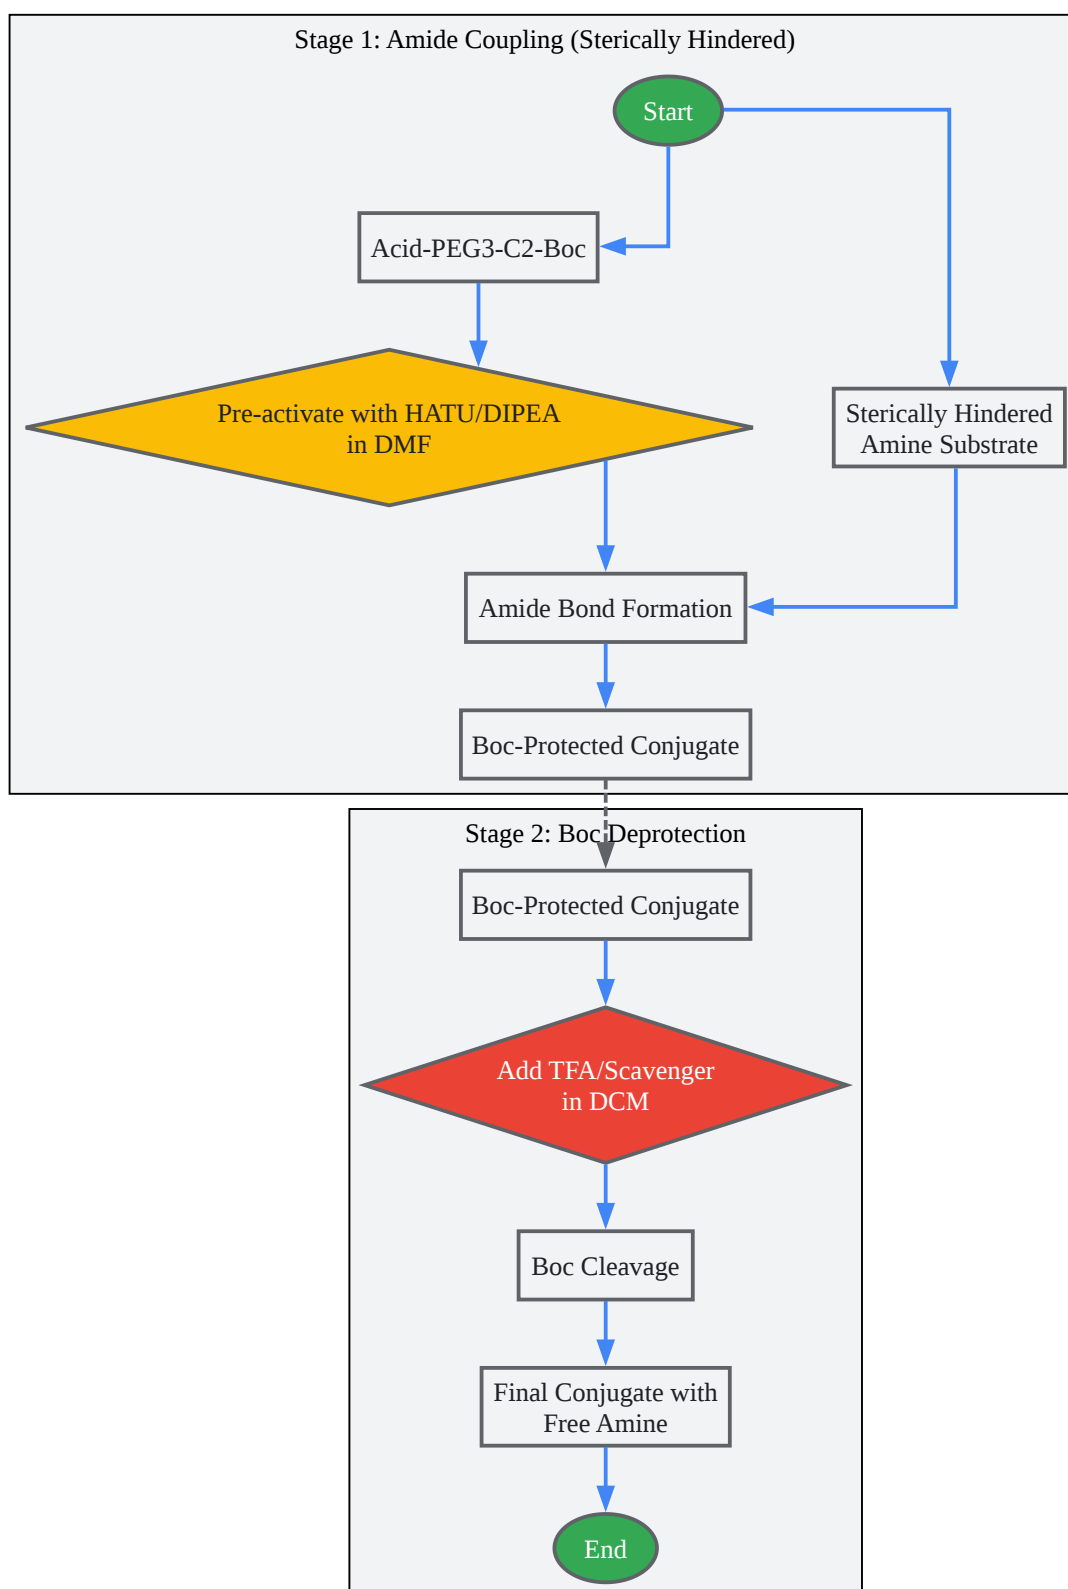 Stage 1: Amide Coupling (Sterically Hindered)
Start
Acid-PEG3-C2-Boc
Pre-activate with HATU/DIPEA
in DMF
Sterically Hindered
Amine Substrate
Amide Bond Formation
Boc-Protected Conjugate
Stage 2: Boc Deprotection
Boc-Protected Conjugate
Add TFA/Scavenger
in DCM
Boc Cleavage
Final Conjugate with
Free Amine
End